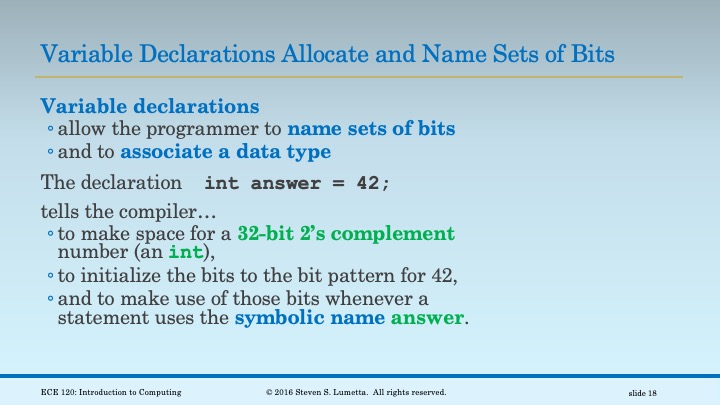 Variable Declarations Allocate and Name Sets of Bits
Variable declarations
◦ allow the programmer to name sets of bits
◦ and to associate a data type
The declaration int answer = 42;
tells the compiler…
◦ to make space for a 32-bit 2’s complement
number (an int),
◦ to initialize the bits to the bit pattern for 42,
◦ and to make use of those bits whenever a
statement uses the symbolic name answer.
ECE 120: Introduction to Computing © 2016 Steven S. Lumetta. All rights reserved. slide 18